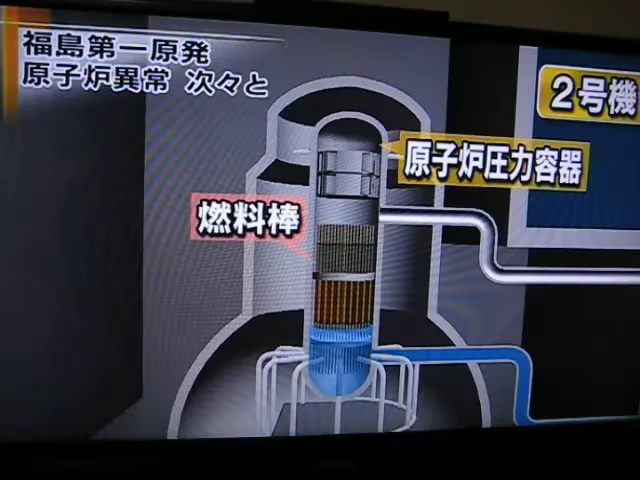 福島第一原発
原子炉異常 次々と
2号機
原子炉圧力容器
燃料棒